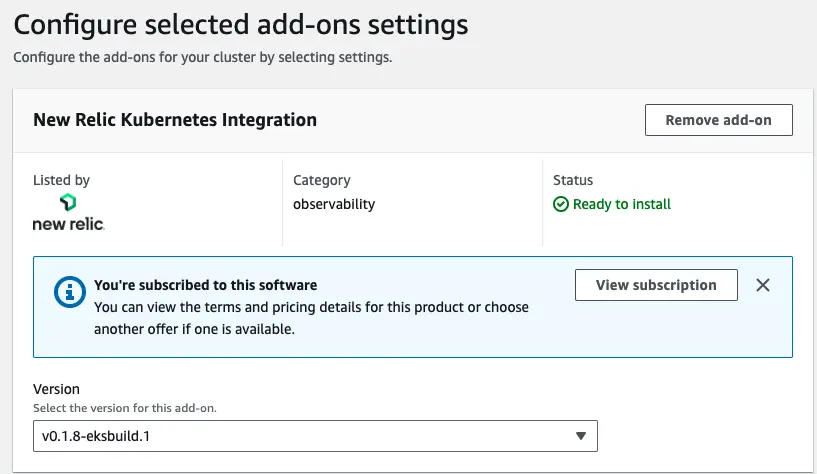 Configure selected add-ons settings
Configure the add-ons for your cluster by selecting settings.
New Relic Kubernetes Integration
Remove add-on
Listed by
new relic.
Category
observability
Status
Ready to install
You're subscribed to this software
You can view the terms and pricing details for this product or choose
another offer if one is available.
View subscription
Version
Select the version for this add-on.
v0.1.8-eksbuild.1